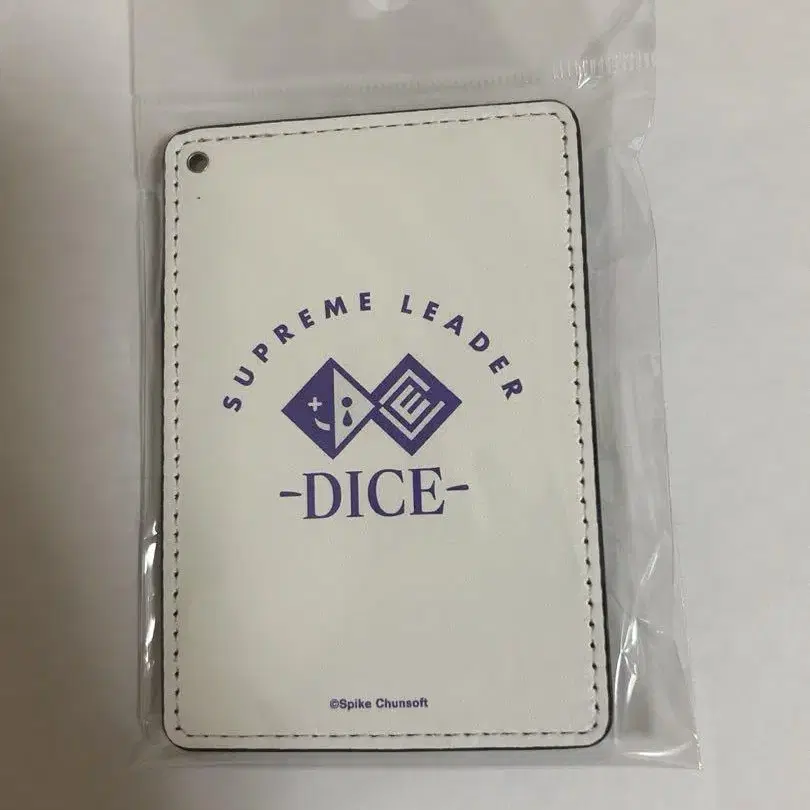 SUPREME LEADER
-DICE-
©Spike Chunsoft